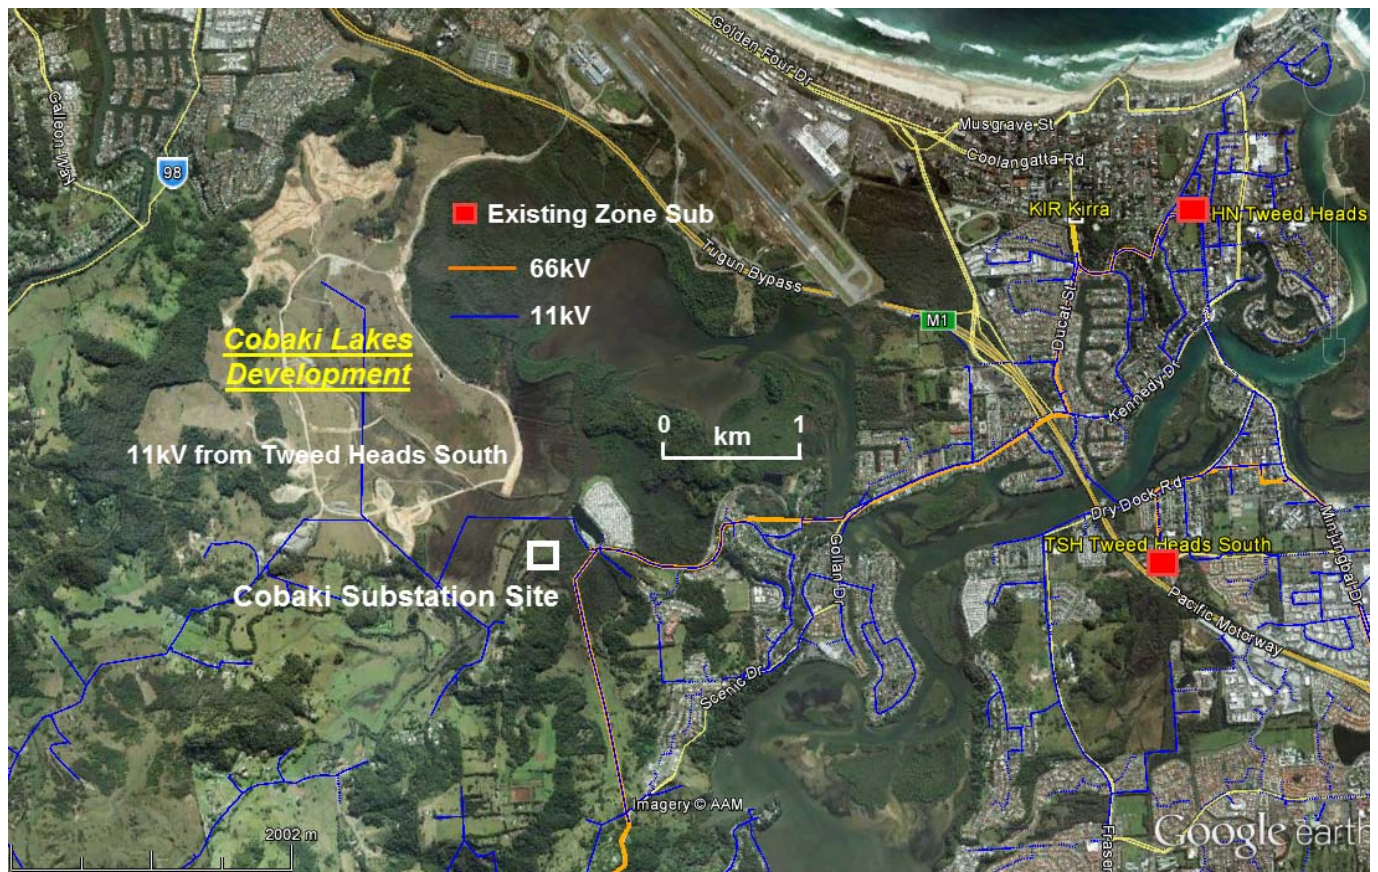 Golden Four Dr
Galleon Way
98
Musgrave St
Coolangatta Rd
Existing Zone Sub
KIR Kirra
HN Tweed Heads
66kV
Tugun Bypass
11kV
M1
Ducat St
Cobaki Lakes
Development
Kennedy Dr
0
km
1
11kV from Tweed Heads South
Dry Dock Rd
Minjungbal Dr
Gollan Dr
TSH Tweed Heads South
Cobaki Substation Site
Pacific Motorway
Scenic Dr
Imagery © AAM
2002 m
Google earth
Fraser